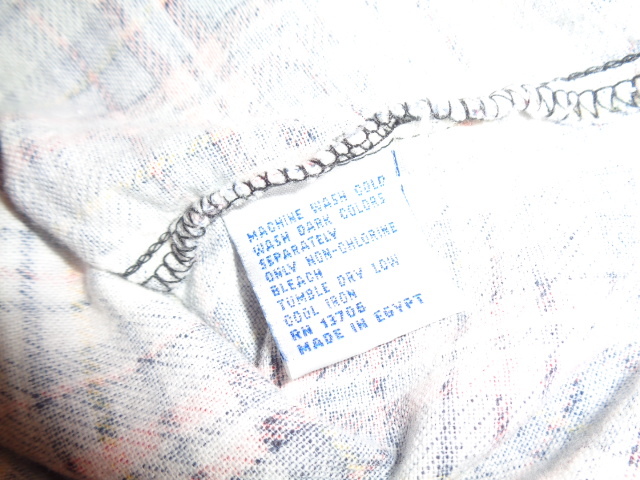 MACHINE WASH COLD
WASH DARK COLORS
SEPARATELY
ONLY NON-CHLORINE
BLEACH
TUMBLE DRY LOW
COOL IRON
RN 13706
MADE IN EGYPT